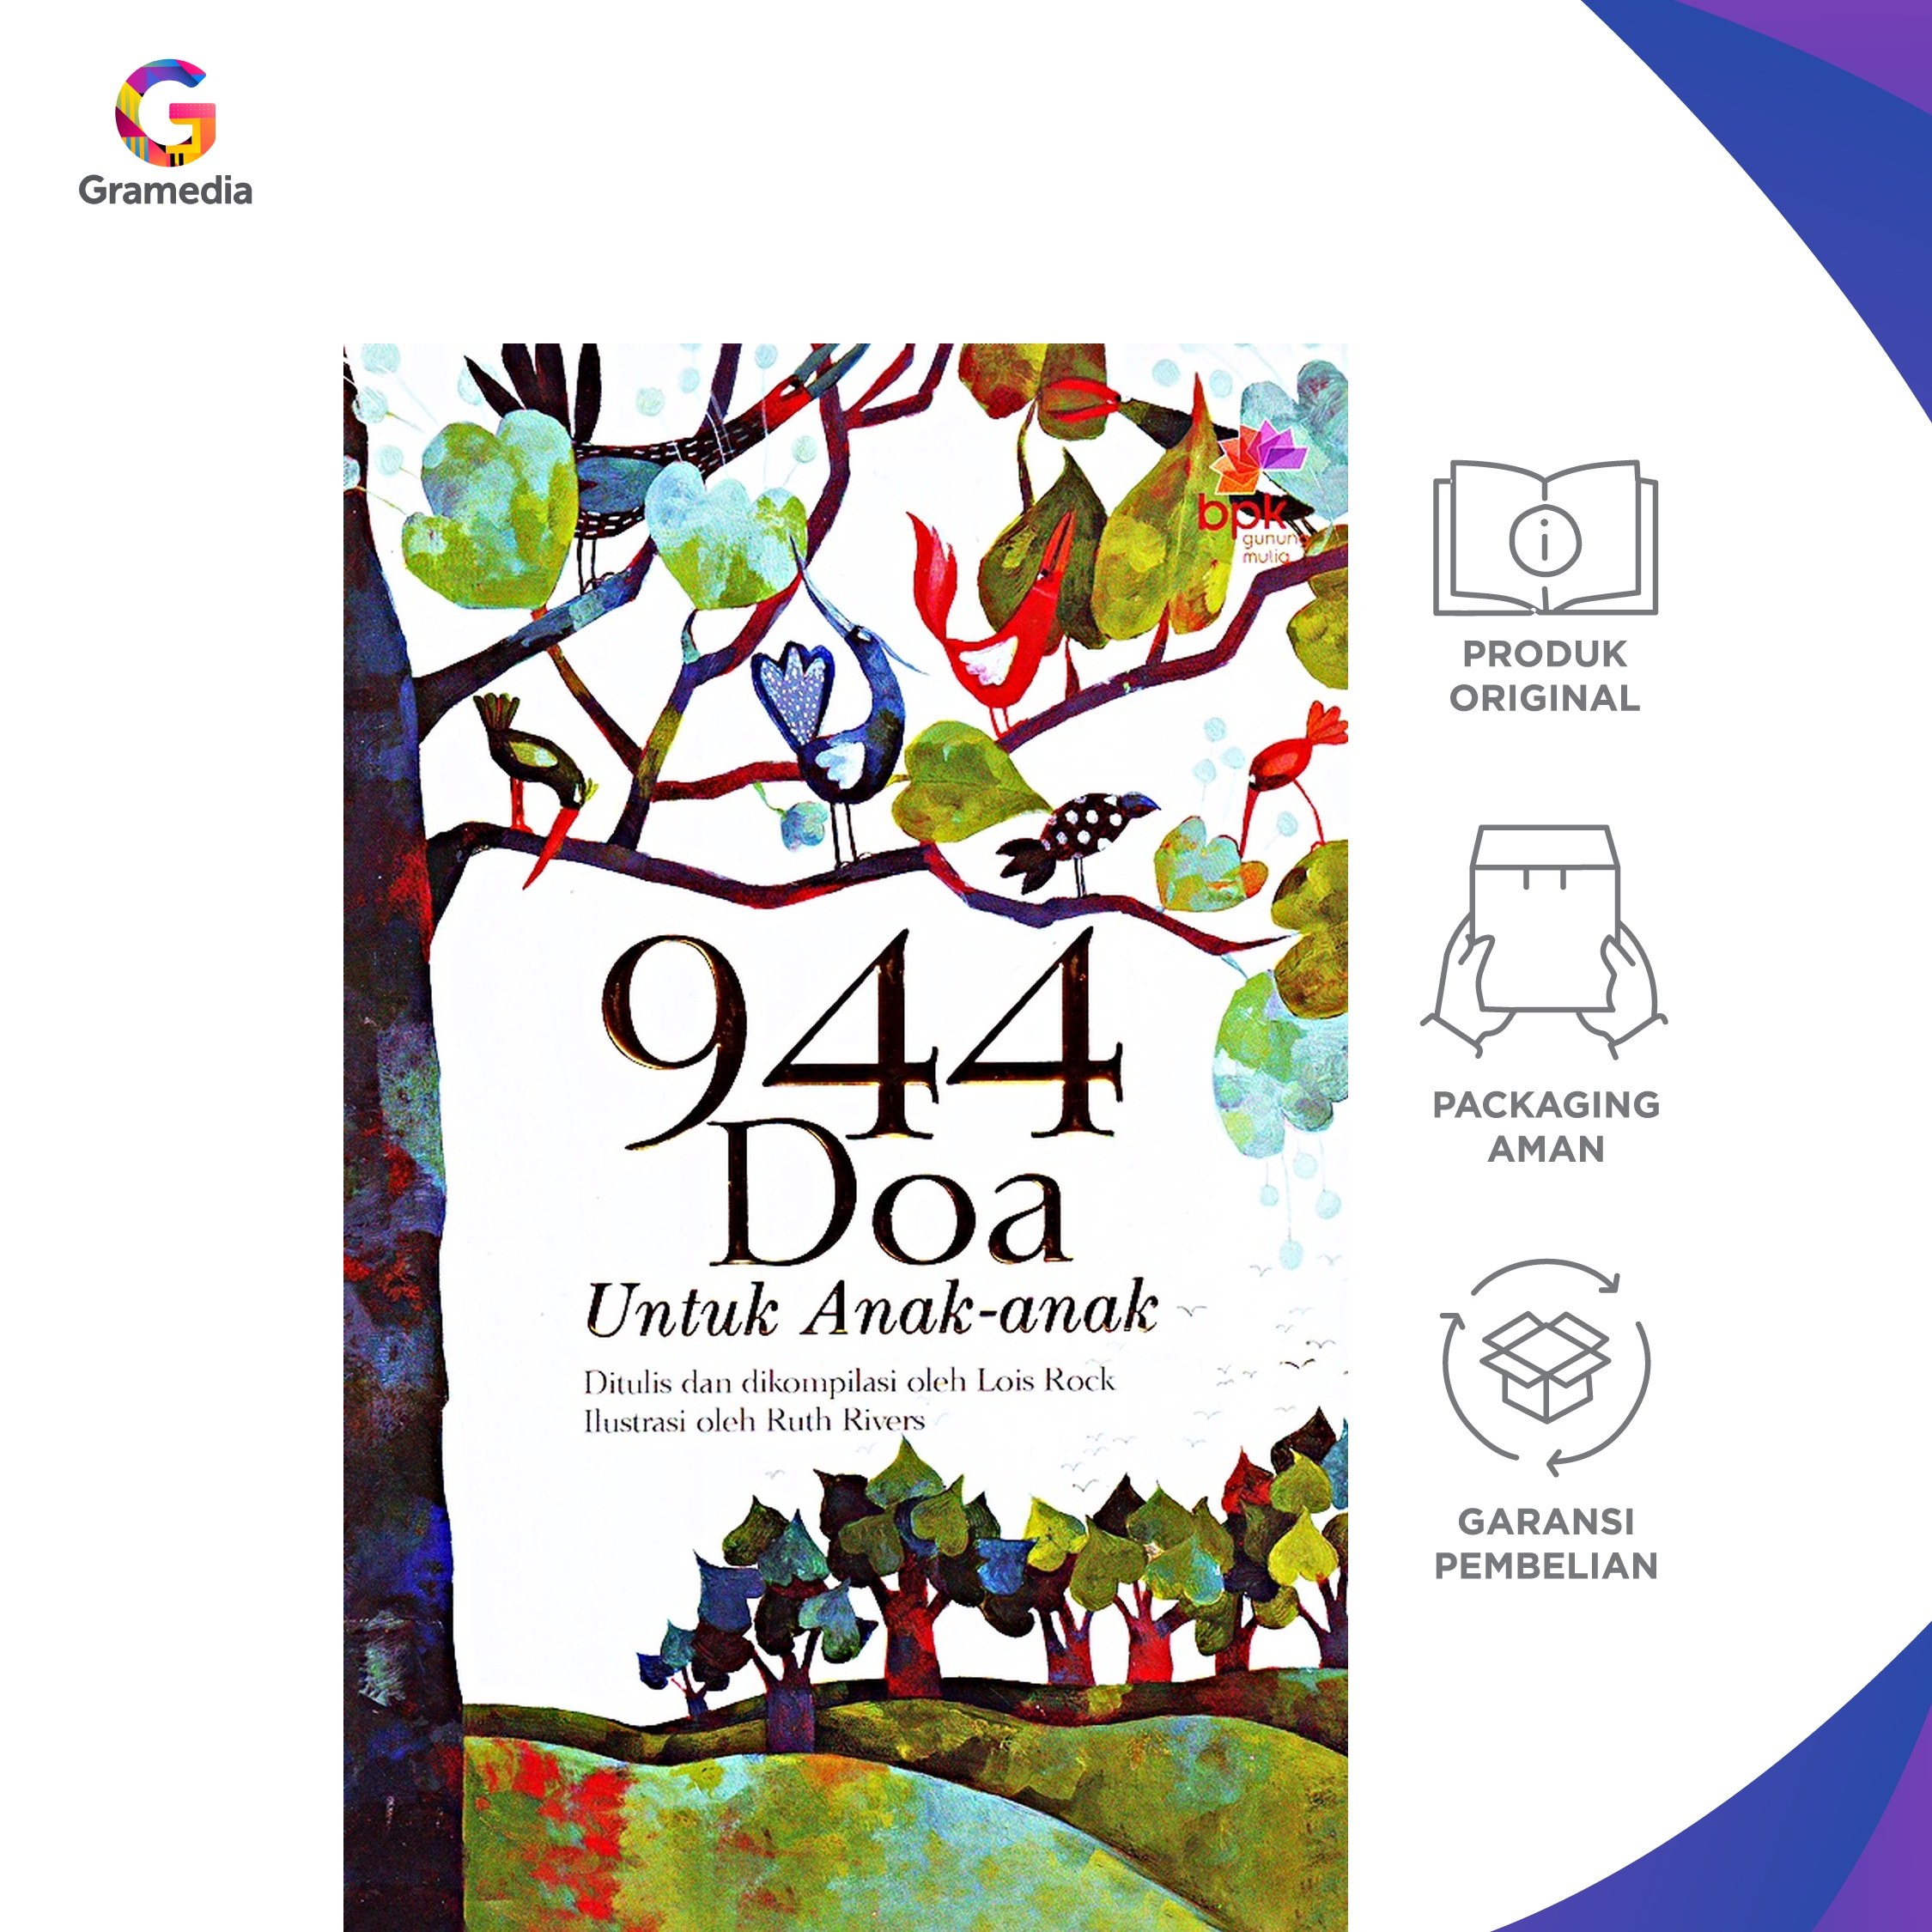 Gramedia
bpk
gunung
mulia
944
Doa
Untuk Anak-anak
Ditulis dan dikompilasi oleh Lois Rock
Ilustrasi oleh Ruth Rivers
PRODUK
ORIGINAL
PACKAGING
AMAN
GARANSI
PEMBELIAN